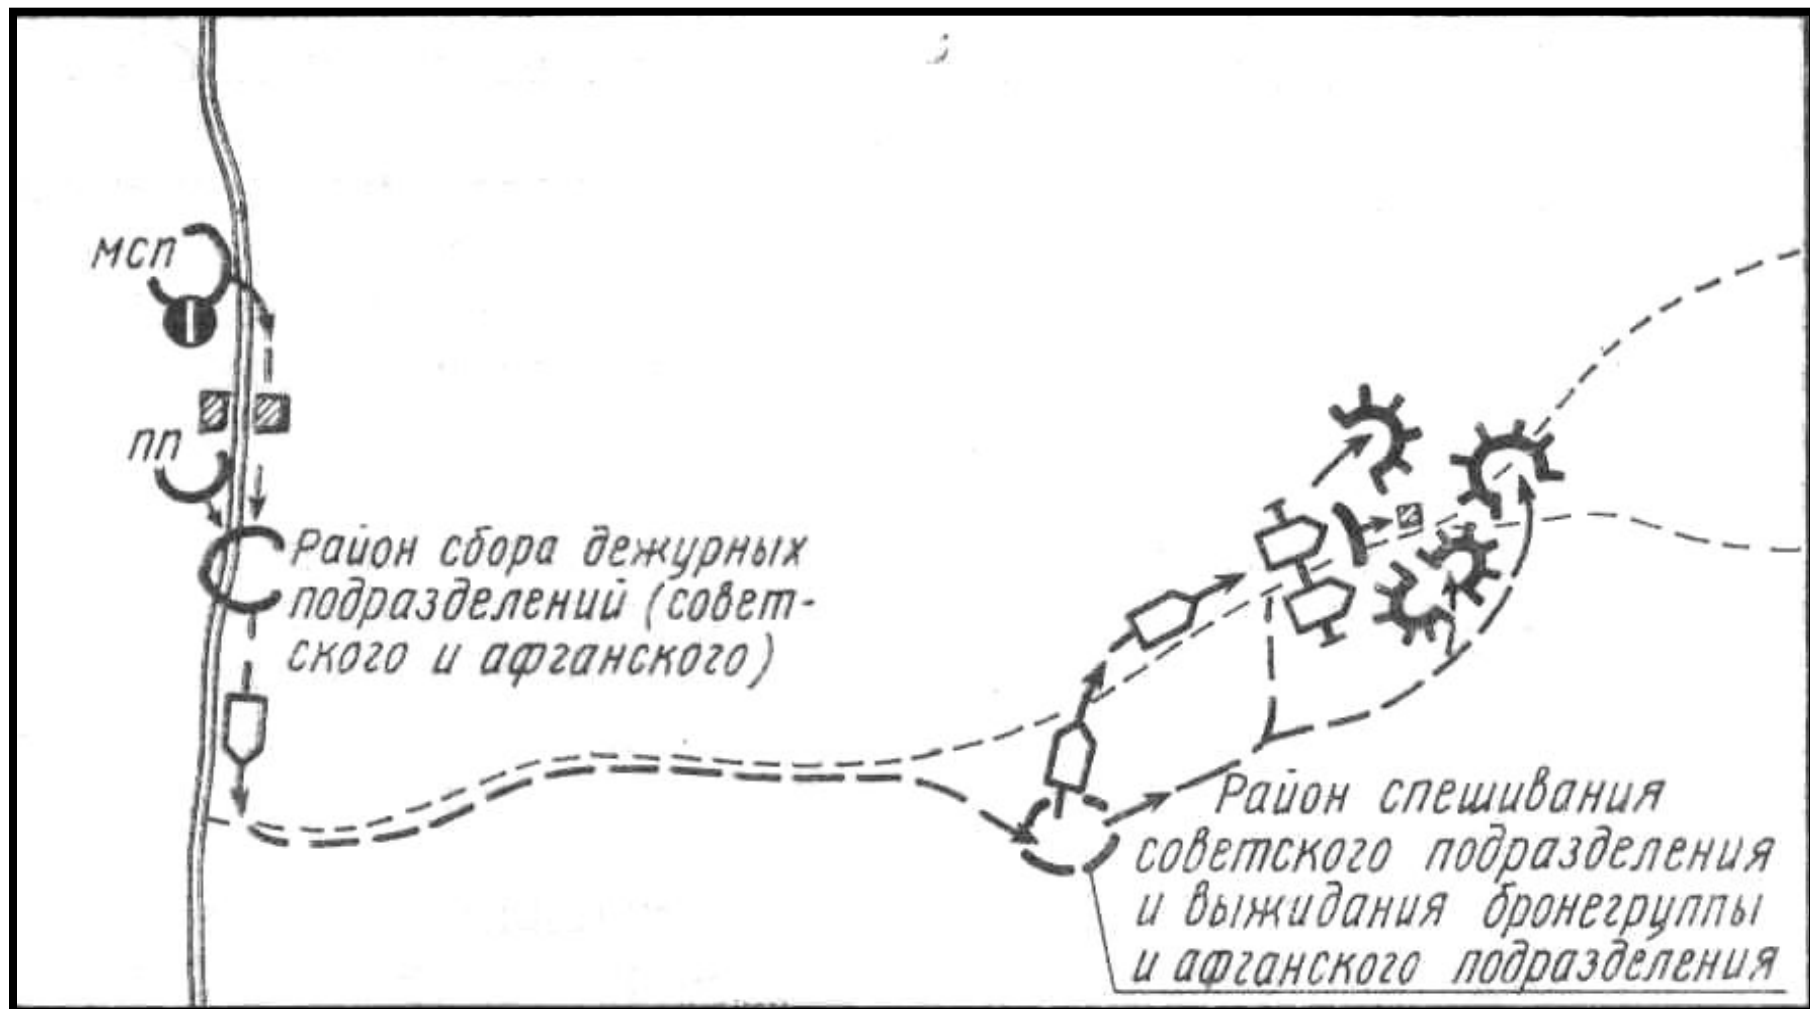 мсп
пп
Район сбора дежурных
подразделений (совет-
ского и афганского)
Район спешивания
советского подразделения
и выжидания бронегруппы
и афганского подразделения